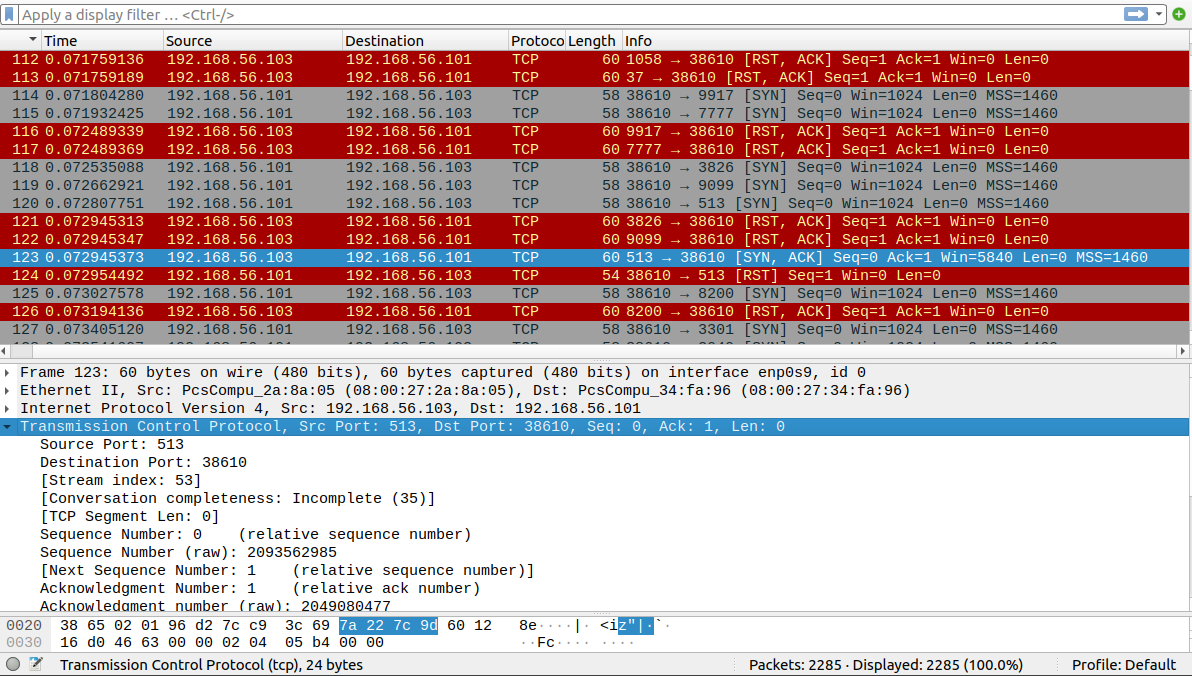 Apply a display filter … <Ctrl-/>
Time Source Destination Protoco Length Info
112 0.071759136 192.168.56.103 192.168.56.101 TCP 60 1058 → 38610 [RST, ACK] Seq=1 Ack=1 Win=0 Len=0
113 0.071759189 192.168.56.103 192.168.56.101 TCP 60 37 → 38610 [RST, ACK] Seq=1 Ack=1 Win=0 Len=0
114 0.071804280 192.168.56.101 192.168.56.103 TCP 58 38610 → 9917 [SYN] Seq=0 Win=1024 Len=0 MSS=1460
115 0.071932425 192.168.56.101 192.168.56.103 TCP 58 38610 → 7777 [SYN] Seq=0 Win=1024 Len=0 MSS=1460
116 0.072489339 192.168.56.103 192.168.56.101 TCP 60 9917 → 38610 [RST, ACK] Seq=1 Ack=1 Win=0 Len=0
117 0.072489369 192.168.56.103 192.168.56.101 TCP 60 7777 → 38610 [RST, ACK] Seq=1 Ack=1 Win=0 Len=0
118 0.072535088 192.168.56.101 192.168.56.103 TCP 58 38610 → 3826 [SYN] Seq=0 Win=1024 Len=0 MSS=1460
119 0.072662921 192.168.56.101 192.168.56.103 TCP 58 38610 → 9099 [SYN] Seq=0 Win=1024 Len=0 MSS=1460
120 0.072807751 192.168.56.101 192.168.56.103 TCP 58 38610 → 513 [SYN] Seq=0 Win=1024 Len=0 MSS=1460
121 0.072945313 192.168.56.103 192.168.56.101 TCP 60 3826 → 38610 [RST, ACK] Seq=1 Ack=1 Win=0 Len=0
122 0.072945347 192.168.56.103 192.168.56.101 TCP 60 9099 → 38610 [RST, ACK] Seq=1 Ack=1 Win=0 Len=0
123 0.072945373 192.168.56.103 192.168.56.101 TCP 60 513 → 38610 [SYN, ACK] Seq=0 Ack=1 Win=5840 Len=0 MSS=1460
124 0.072954492 192.168.56.101 192.168.56.103 TCP 54 38610 → 513 [RST] Seq=1 Win=0 Len=0
125 0.073027578 192.168.56.101 192.168.56.103 TCP 58 38610 → 8200 [SYN] Seq=0 Win=1024 Len=0 MSS=1460
126 0.073194136 192.168.56.103 192.168.56.101 TCP 60 8200 → 38610 [RST, ACK] Seq=1 Ack=1 Win=0 Len=0
127 0.073405120 192.168.56.101 192.168.56.103 TCP 58 38610 → 3301 [SYN] Seq=0 Win=1024 Len=0 MSS=1460
Frame 123: 60 bytes on wire (480 bits), 60 bytes captured (480 bits) on interface enp0s9, id 0
Ethernet II, Src: PcsCompu_2a:8a:05 (08:00:27:2a:8a:05), Dst: PcsCompu_34:fa:96 (08:00:27:34:fa:96)
Internet Protocol Version 4, Src: 192.168.56.103, Dst: 192.168.56.101
Transmission Control Protocol, Src Port: 513, Dst Port: 38610, Seq: 0, Ack: 1, Len: 0
Source Port: 513
Destination Port: 38610
[Stream index: 53]
[Conversation completeness: Incomplete (35)]
[TCP Segment Len: 0]
Sequence Number: 0 (relative sequence number)
Sequence Number (raw): 2093562985
[Next Sequence Number: 1 (relative sequence number)]
Acknowledgment Number: 1 (relative ack number)
Acknowledgment number (raw): 2049080477
0020 38 65 02 01 96 d2 7c c9 3c 69 7a 22 7c 9d 60 12 8e····|· <iz"|·`·
0030 16 d0 46 63 00 00 02 04 05 b4 00 00 ··Fc···· ····
Transmission Control Protocol (tcp), 24 bytes Packets: 2285 · Displayed: 2285 (100.0%) Profile: Default